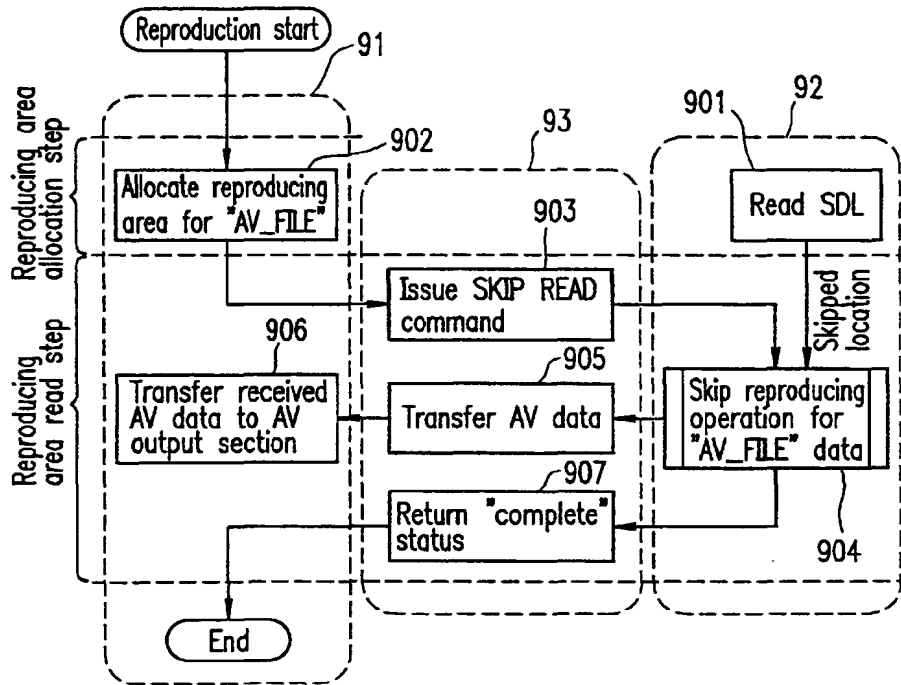 Reproduction start
91
92
93
901
902
903
Reproducing area
allocation step
Allocate reproducing
area for "AV_FILE"
Read SDL
Issue SKIP READ
command
Skipped
location
Reproducing
area read step
906
905
Transfer received
AV data to AV
output section
Transfer AV data
Skip reproducing
operation for
"AV_FILE" data
907
Return "complete"
status
904
End